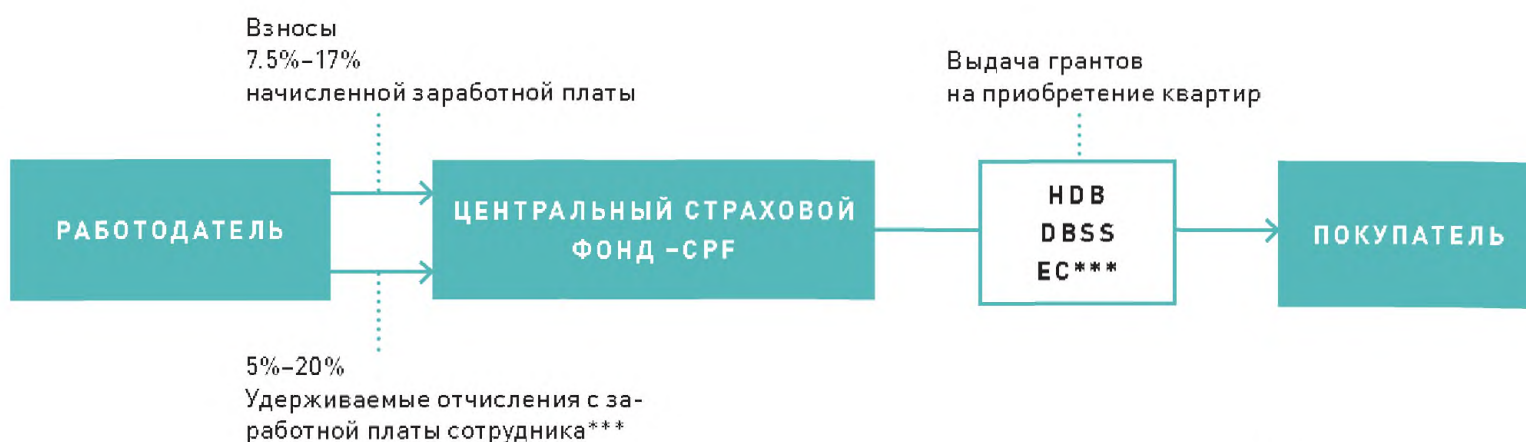 Взносы
7.5%–17%
начисленной заработной платы
Выдача грантов
на приобретение квартир
РАБОТОДАТЕЛЬ
ЦЕНТРАЛЬНЫЙ СТРАХОВОЙ
ФОНД –CPF
HDB
DBSS
EC***
ПОКУПАТЕЛЬ
5%–20%
Удерживаемые отчисления с за-
работной платы сотрудника***